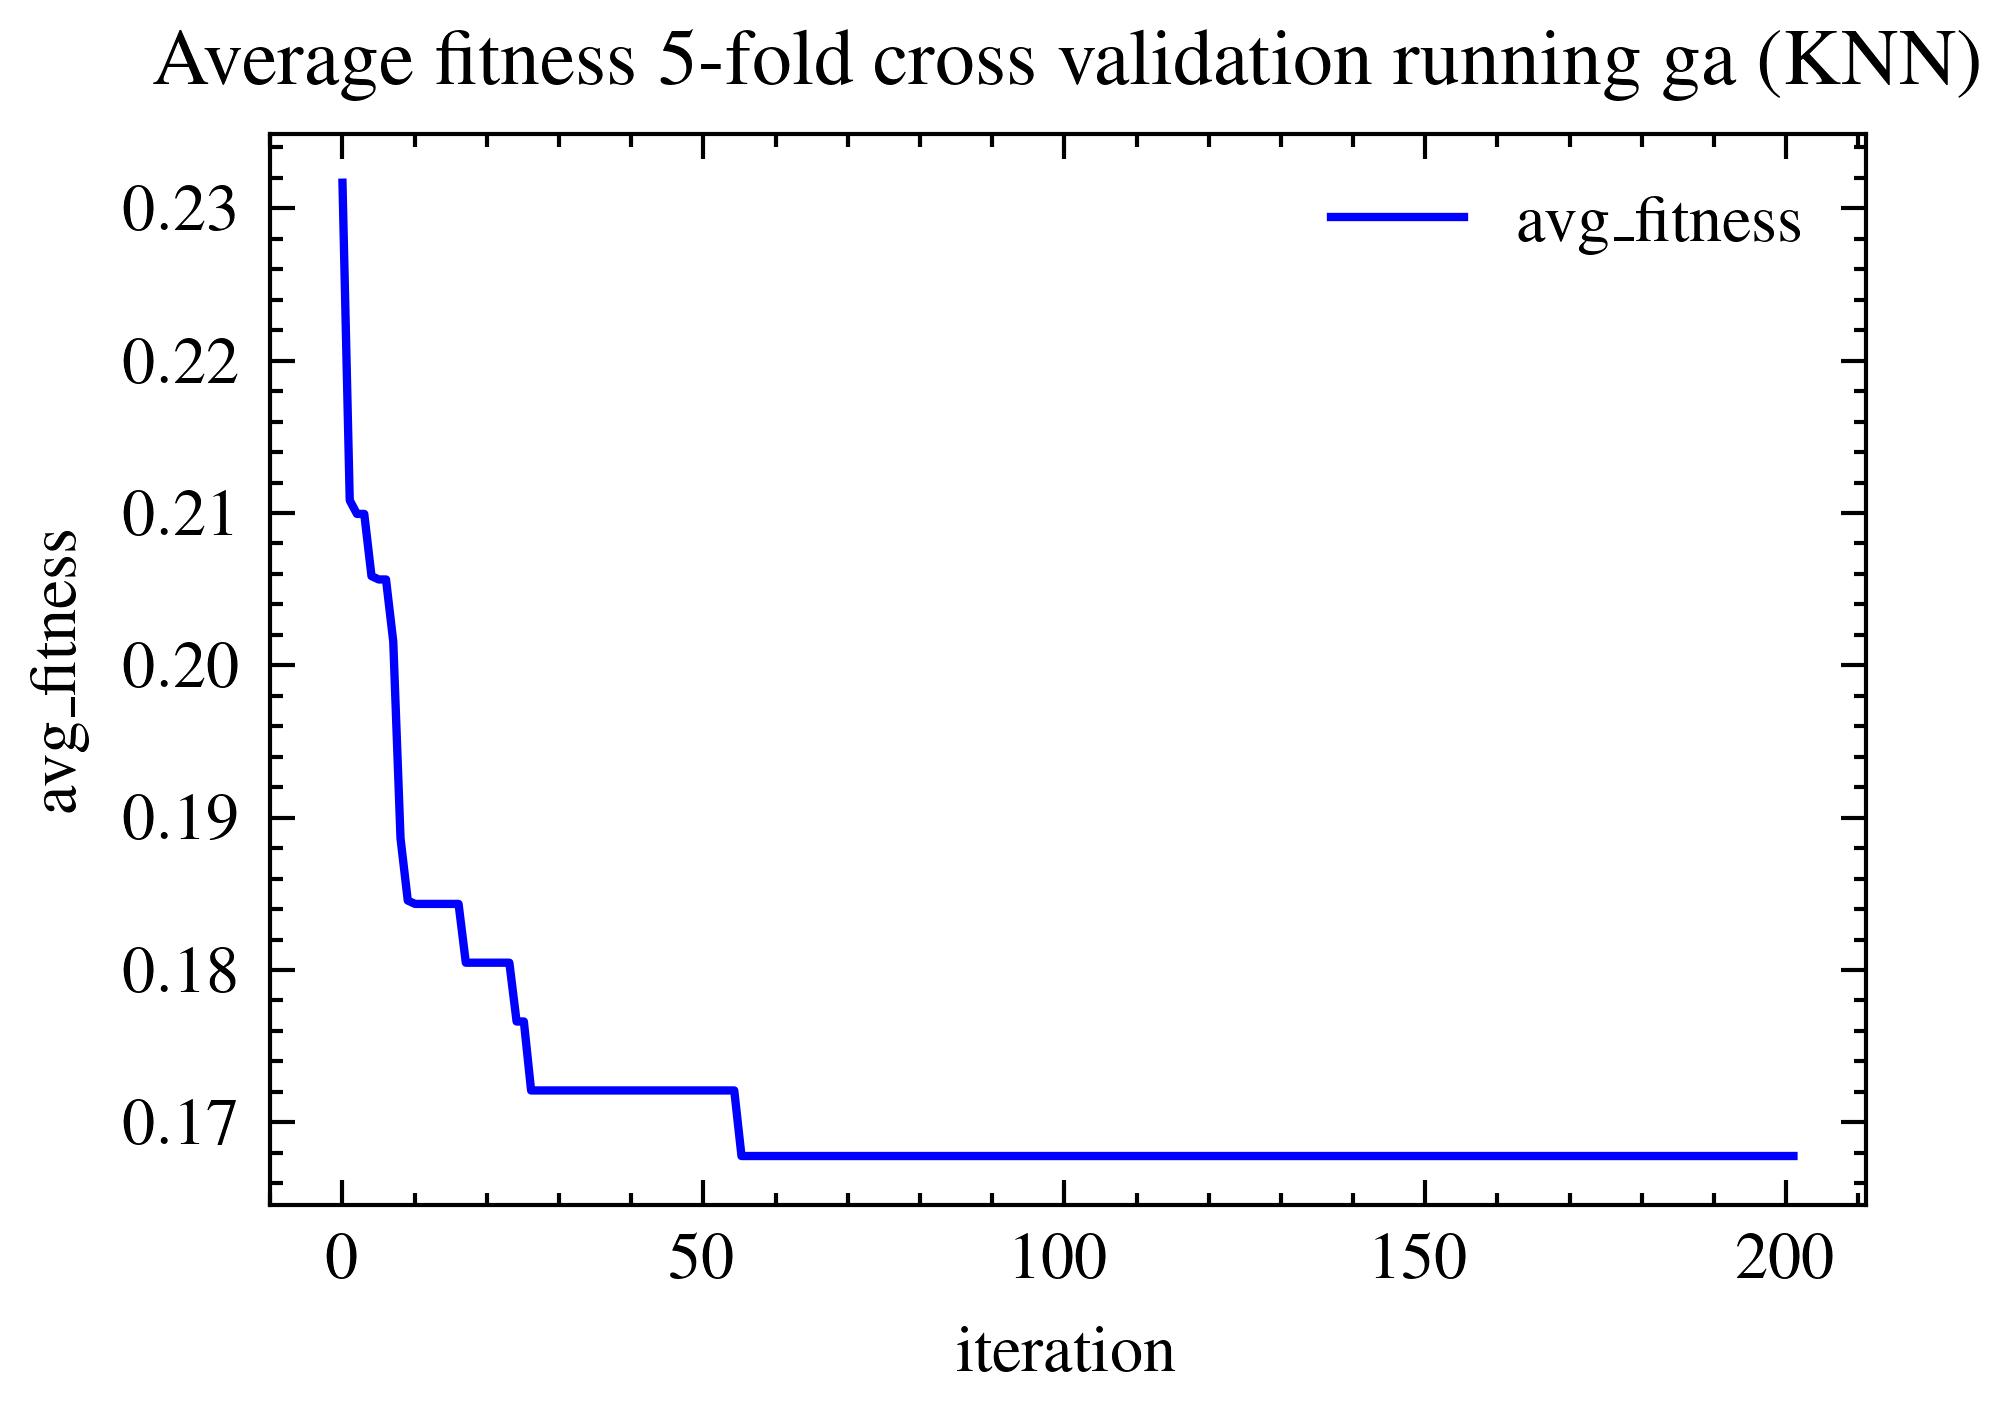 Average fitness 5-fold cross validation running ga (KNN)
avg_fitness
0.23
0.22
0.21
0.20
0.19
0.18
0.17
avg_fitness
0 50 100 150 200
iteration